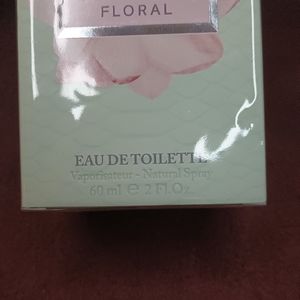 FLORAL
EAU DE TOILETTE
Vaporisateur - Natural Spray
60 ml ℮ 2 Fl.Oz.